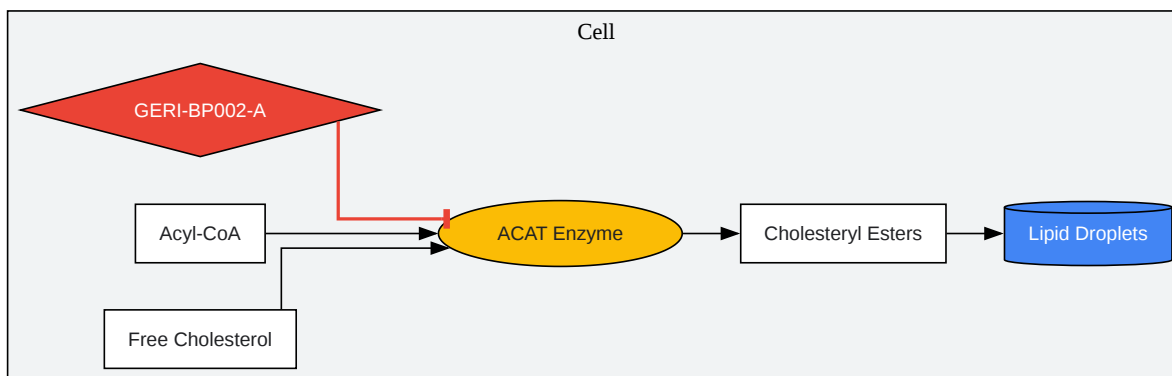 Cell
GERI-BP002-A
Acyl-CoA
ACAT Enzyme
Cholesteryl Esters
Lipid Droplets
Free Cholesterol